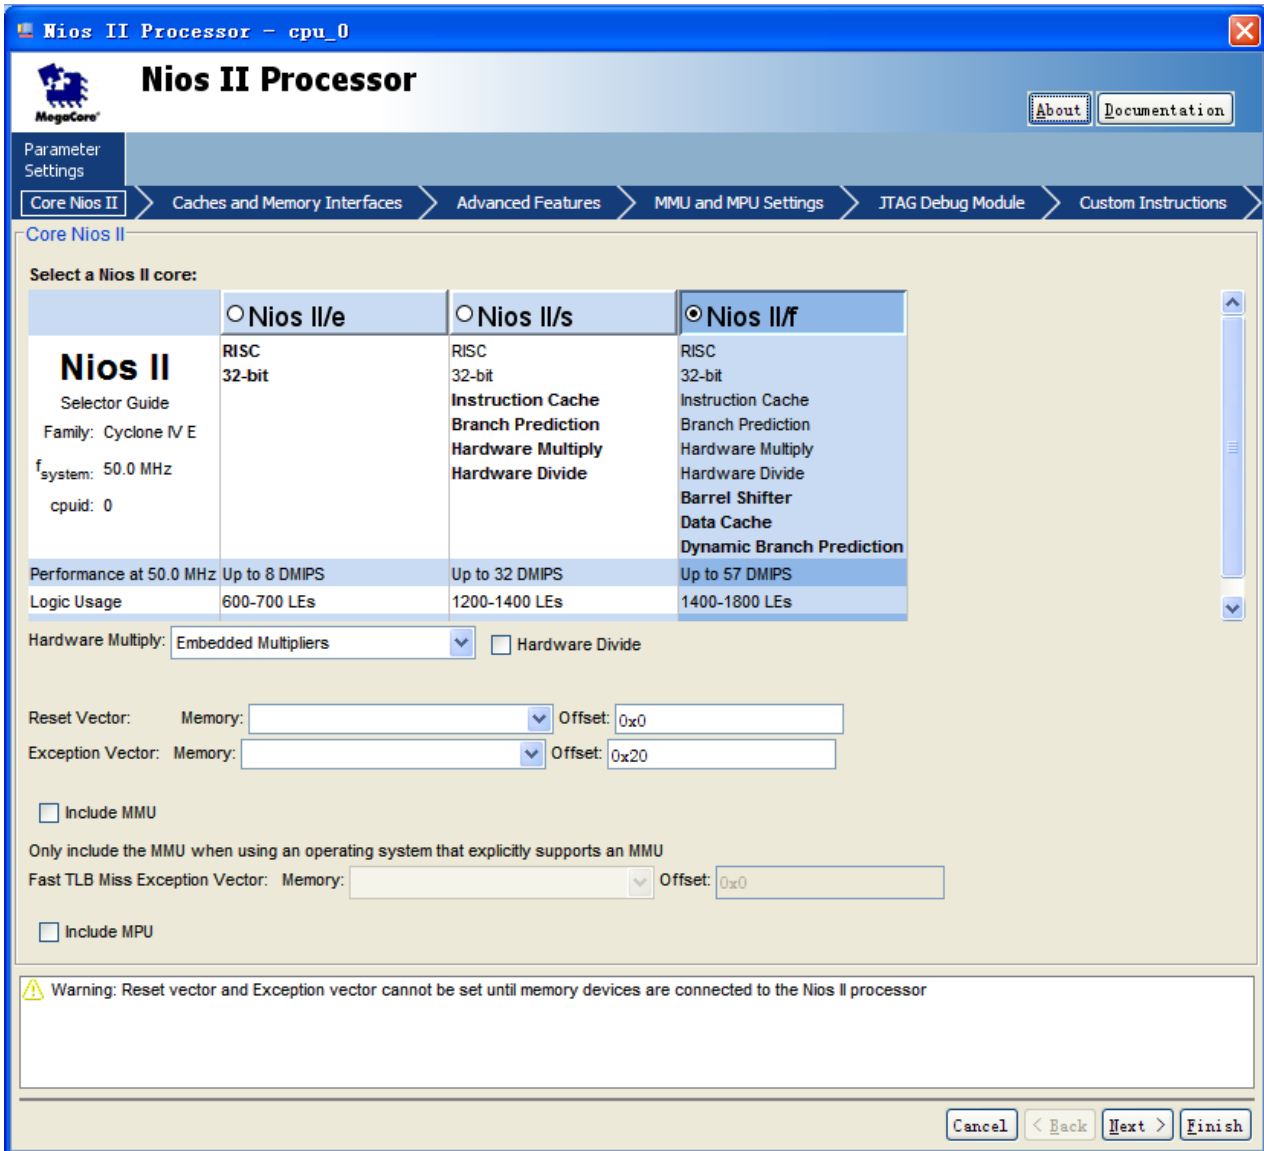 Nios II Processor - cpu_0
MegaCore®
Nios II Processor
About
Documentation
Parameter
Settings
Core Nios II
Caches and Memory Interfaces
Advanced Features
MMU and MPU Settings
JTAG Debug Module
Custom Instructions
Core Nios II
Select a Nios II core:
Nios II/e
Nios II/s
Nios II/f
Nios II
Selector Guide
Family: Cyclone IV E
fsystem: 50.0 MHz
cpuid: 0
RISC
32-bit
RISC
32-bit
Instruction Cache
Branch Prediction
Hardware Multiply
Hardware Divide
RISC
32-bit
Instruction Cache
Branch Prediction
Hardware Multiply
Hardware Divide
Barrel Shifter
Data Cache
Dynamic Branch Prediction
Performance at 50.0 MHz Up to 8 DMIPS Up to 32 DMIPS Up to 57 DMIPS
Logic Usage 600-700 LEs 1200-1400 LEs 1400-1800 LEs
Hardware Multiply: Embedded Multipliers Hardware Divide
Reset Vector: Memory: Offset: 0x0
Exception Vector: Memory: Offset: 0x20
Include MMU
Only include the MMU when using an operating system that explicitly supports an MMU
Fast TLB Miss Exception Vector: Memory: Offset: 0x0
Include MPU
Warning: Reset vector and Exception vector cannot be set until memory devices are connected to the Nios II processor
Cancel < Back Next > Finish